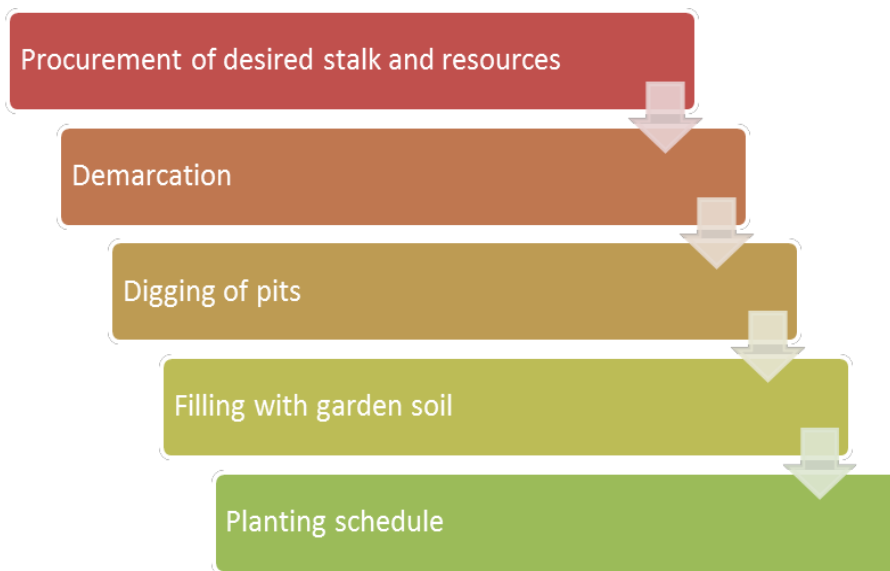 Procurement of desired stalk and resources
Demarcation
Digging of pits
Filling with garden soil
Planting schedule